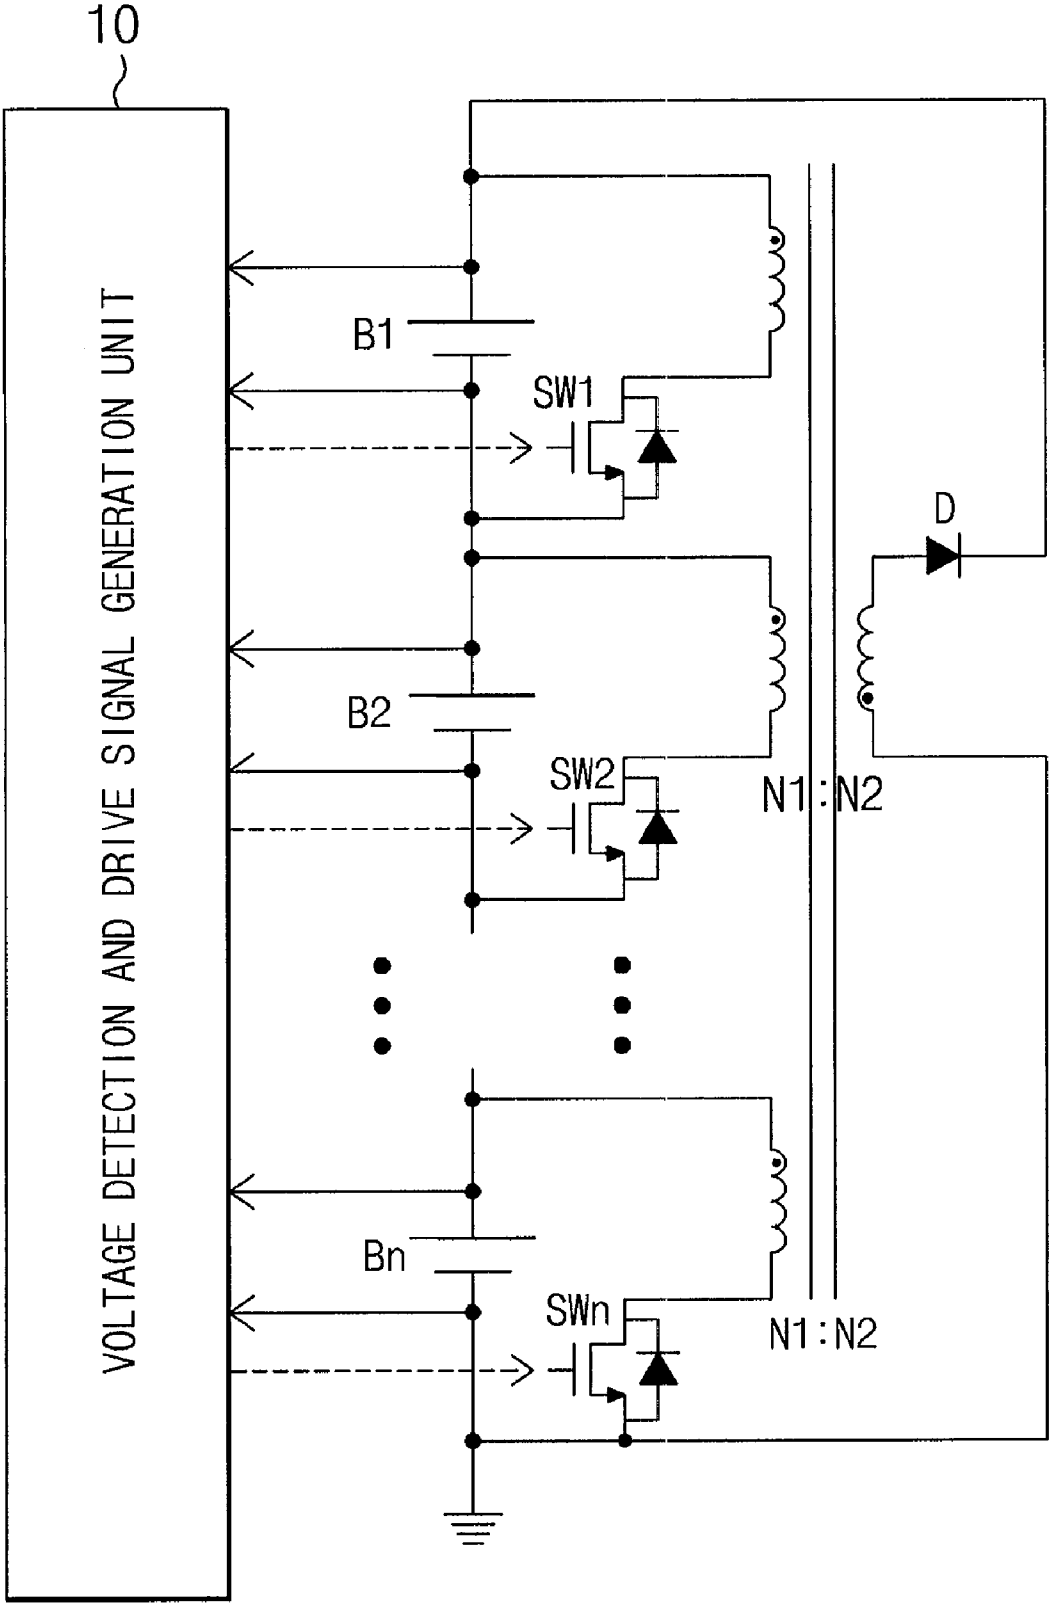 10
VOLTAGE DETECTION AND DRIVE SIGNAL GENERATION UNIT
B1
SW1
D
B2
SW2
N1:N2
Bn
SWn
N1:N2